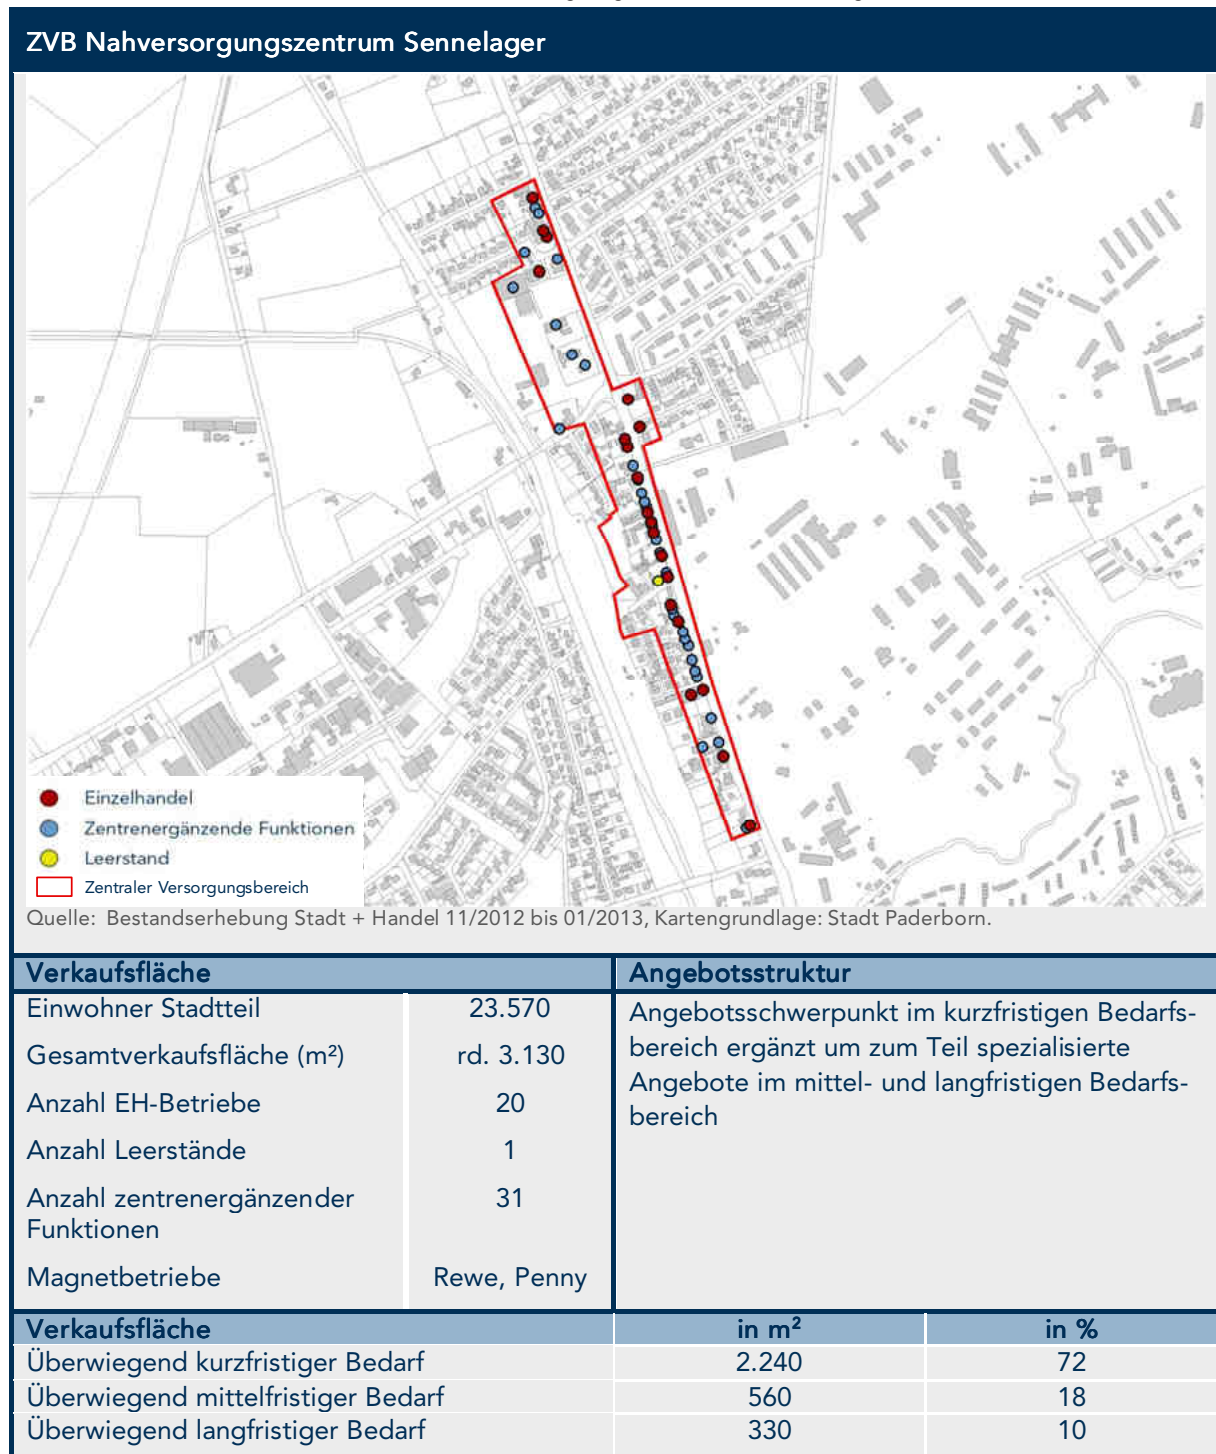 ZVB Nahversorgungszentrum Sennelager
Einzelhandel
Zentrenergänzende Funktionen
Leerstand
Zentraler Versorgungsbereich
Quelle: Bestandserhebung Stadt + Handel 11/2012 bis 01/2013, Kartengrundlage: Stadt Paderborn.
Verkaufsfläche
Einwohner Stadtteil 23.570
Gesamtverkaufsfläche (m²) rd. 3.130
Anzahl EH-Betriebe 20
Anzahl Leerstände 1
Anzahl zentrenergänzender 31
Funktionen
Magnetbetriebe Rewe, Penny
Angebotsstruktur
Angebotsschwerpunkt im kurzfristigen Bedarfs-
bereich ergänzt um zum Teil spezialisierte
Angebote im mittel- und langfristigen Bedarfs-
bereich
Verkaufsfläche in m² in %
Überwiegend kurzfristiger Bedarf 2.240 72
Überwiegend mittelfristiger Bedarf 560 18
Überwiegend langfristiger Bedarf 330 10